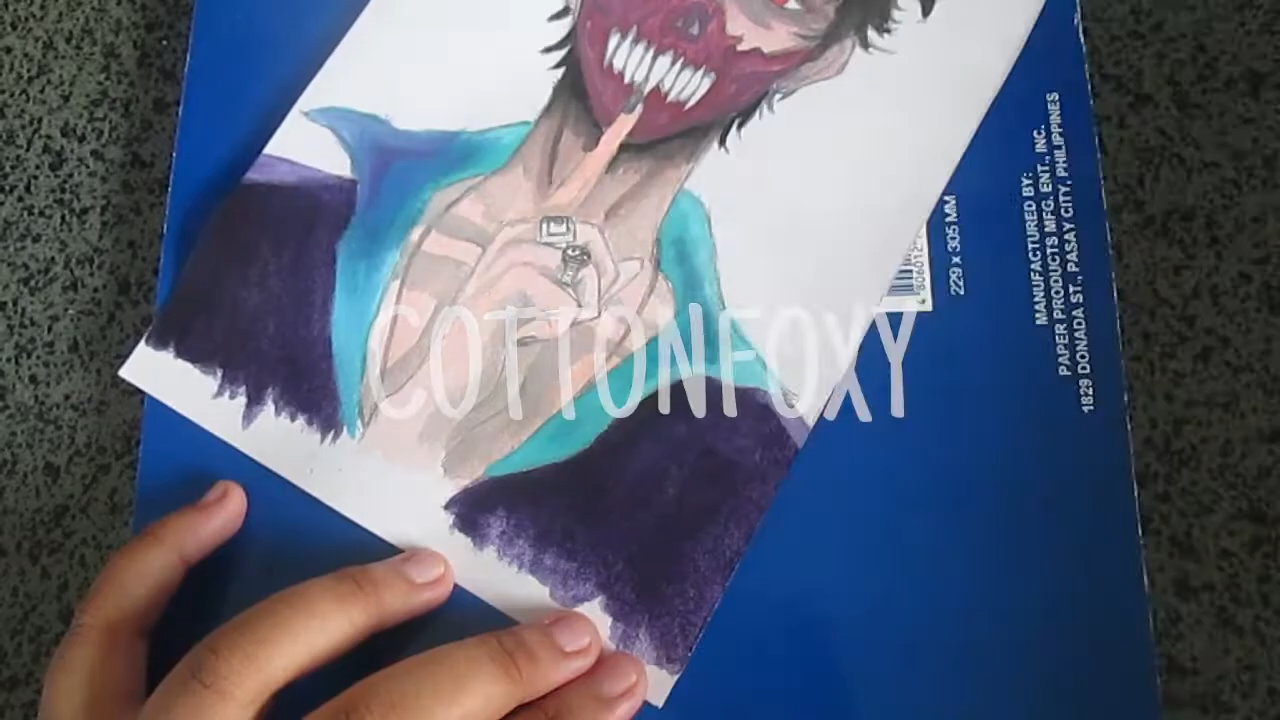 COTTONFOXY
229 x 305 MM
MANUFACTURED BY:
PAPER PRODUCTS MFG. ENT., INC.
1829 DONADA ST., PASAY CITY, PHILIPPINES